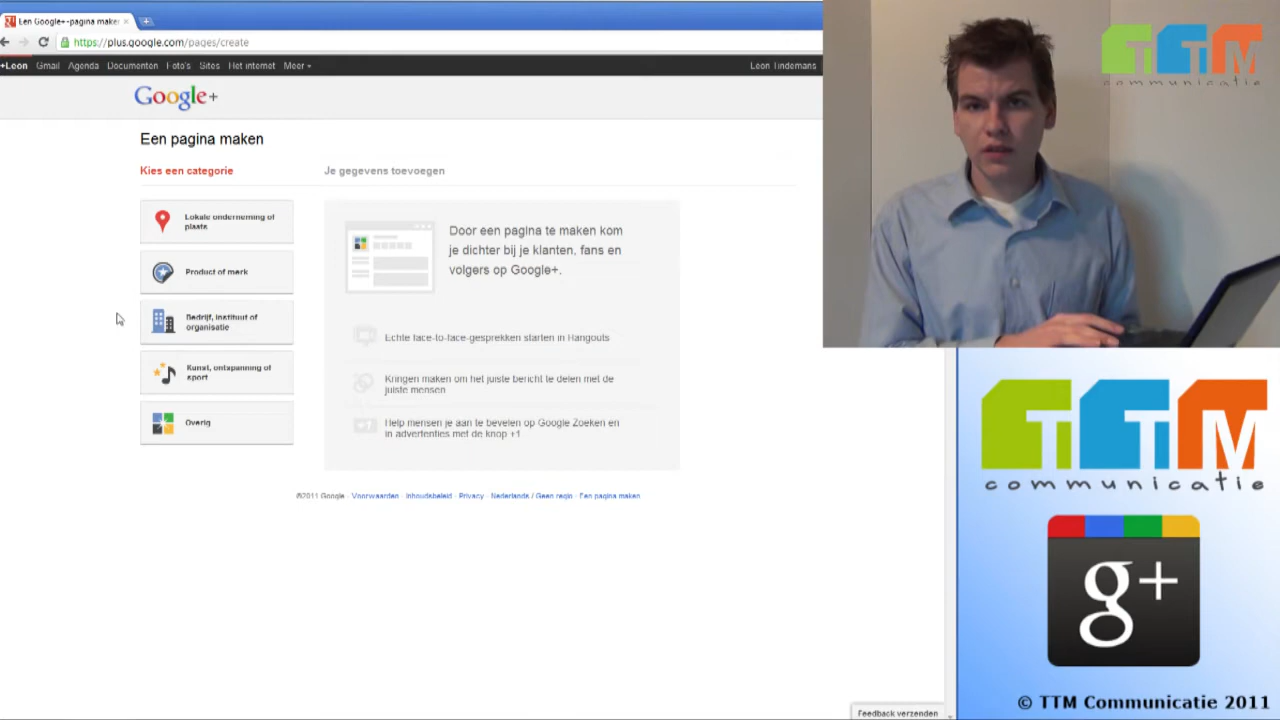 Een Google+-pagina make
https://plus.google.com/pages/create
+Leon Gmail Agenda Documenten Foto's Sites Het internet Meer
Leon Tindemans
Google+
Een pagina maken
Kies een categorie
Je gegevens toevoegen
Lokale onderneming of
plaats
Product of merk
Bedrijf, instituut of
organisatie
Kunst, ontspanning of
sport
Overig
Door een pagina te maken kom
je dichter bij je klanten, fans en
volgers op Google+.
Echte face-to-face-gesprekken starten in Hangouts
Kringen maken om het juiste bericht te delen met de
juiste mensen
+1
Help mensen je aan te bevelen op Google Zoeken en
in advertenties met de knop +1
©2011 Google - Voorwaarden - Inhoudsbeleid - Privacy - Nederlands / Geen regio - Een pagina maken
Feedback verzenden
TTM
communicatie
TTM
communicatie
g+
© TTM Communicatie 2011